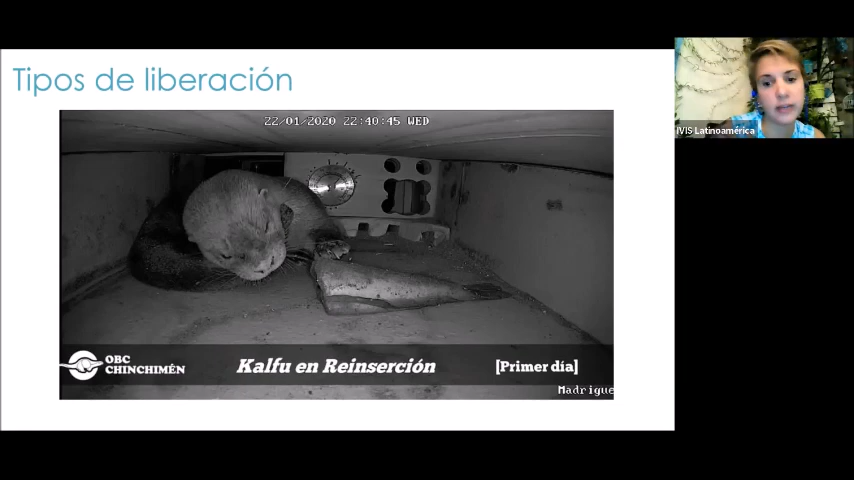 Tipos de liberación
IVIS Latinoamérica
22/01/2020 22:40:45 WED
OBC
CHINCHIMÉN
Kalfu en Reinserción
[Primer día]
Madrigue